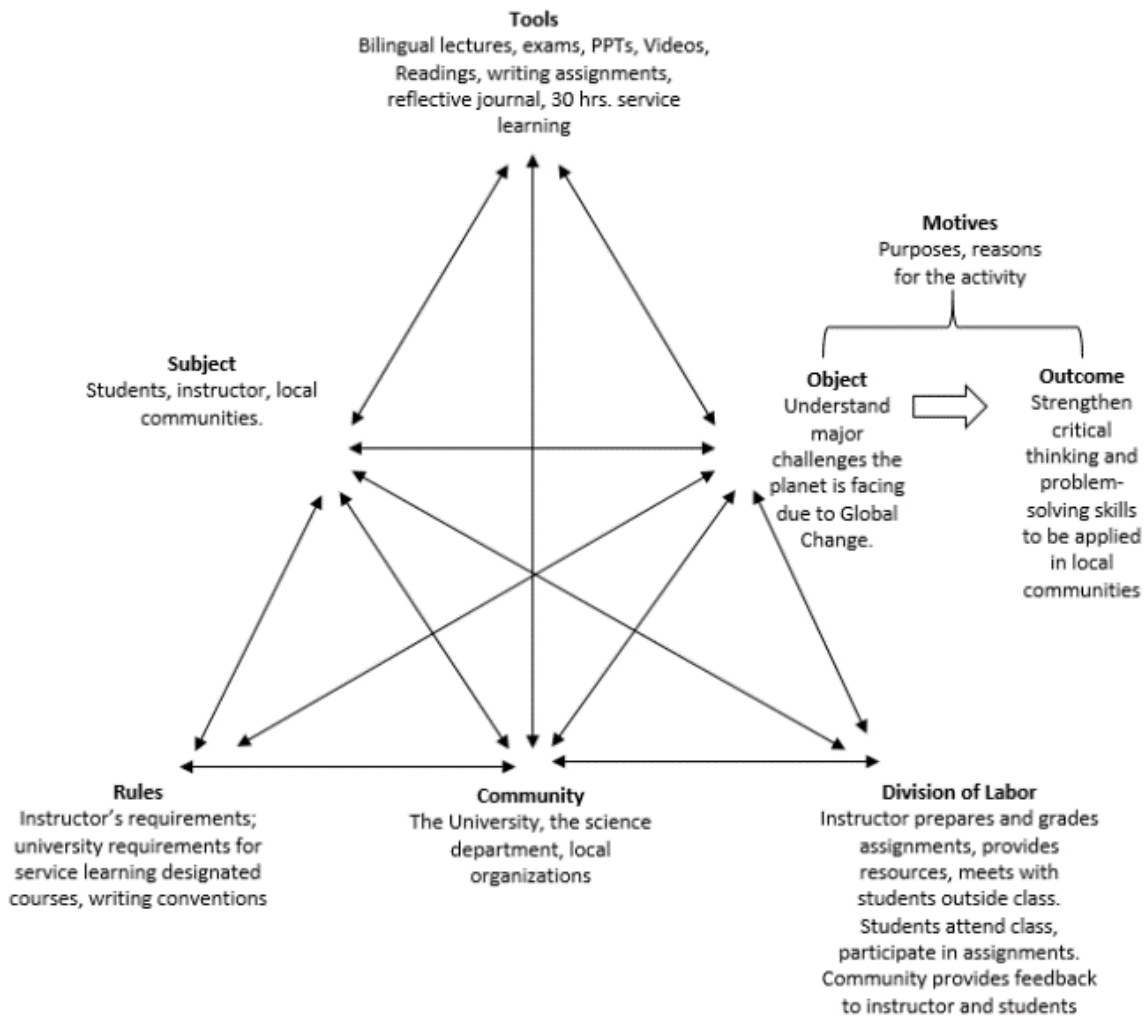 Tools
Bilingual lectures, exams, PPTs, Videos,
Readings, writing assignments,
reflective journal, 30 hrs. service
learning
Motives
Purposes, reasons
for the activity
Subject
Students, instructor, local
communities.
Object
Understand
major
challenges the
planet is facing
due to Global
Change.
Outcome
Strengthen
critical
thinking and
problem-
solving skills
to be applied
in local
communities
Rules
Instructor’s requirements;
university requirements for
service learning designated
courses, writing conventions
Community
The University, the science
department, local
organizations
Division of Labor
Instructor prepares and grades
assignments, provides
resources, meets with
students outside class.
Students attend class,
participate in assignments.
Community provides feedback
to instructor and students